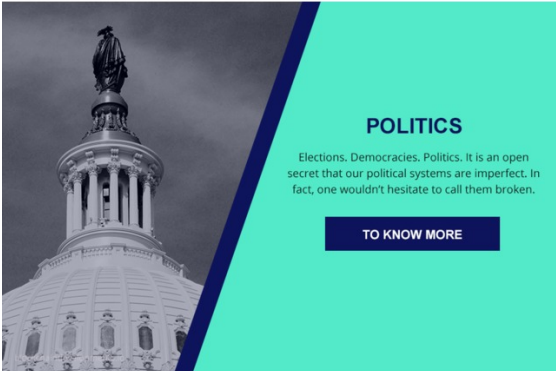 POLITICS
Elections. Democracies. Politics. It is an open
secret that our political systems are imperfect. In
fact, one wouldn't hesitate to call them broken.
TO KNOW MORE